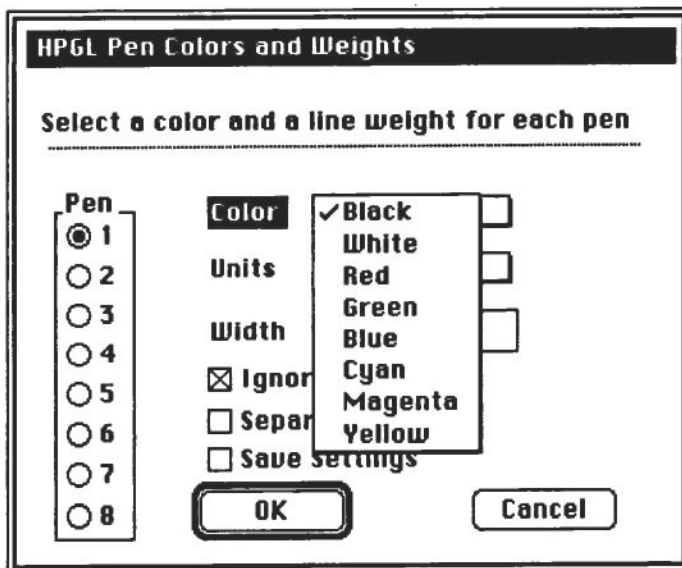 HPGL Pen Colors and Weights
Select a color and a line weight for each pen
Pen
1
2
3
4
5
6
7
8
Color
Black
White
Red
Green
Blue
Cyan
Magenta
Yellow
Units
Width
Ignor
Separ
Save Settings
OK
Cancel